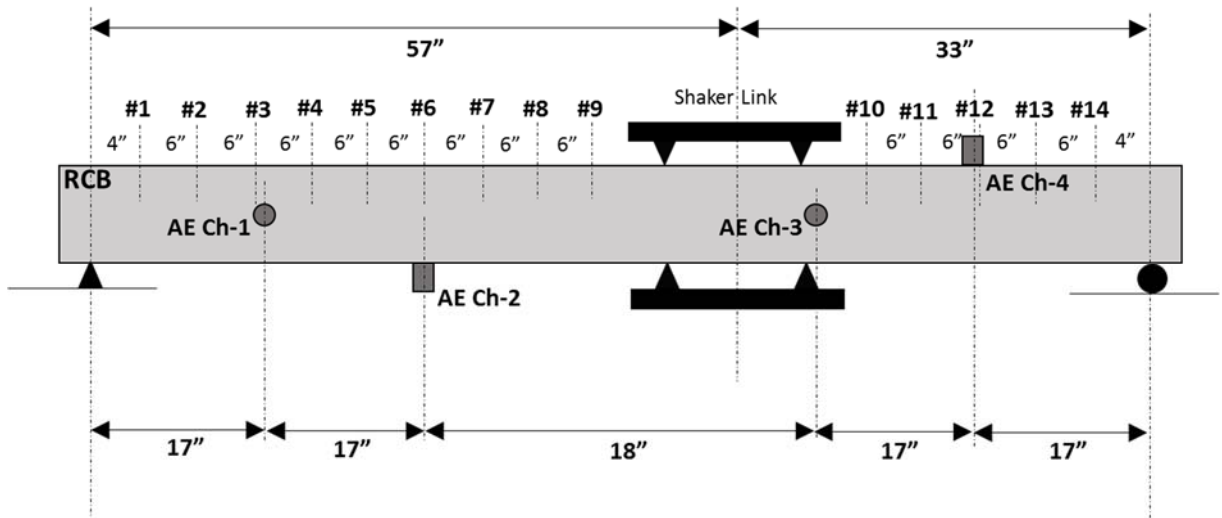 57”
33”
#1 #2 #3 #4 #5 #6 #7 #8 #9 Shaker Link #10 #11 #12 #13 #14
4” 6” 6” 6” 6” 6” 6” 6” 6” 6” 6” 6” 6” 4”
RCB
AE Ch-4
AE Ch-1
AE Ch-3
AE Ch-2
17” 17” 18” 17” 17”